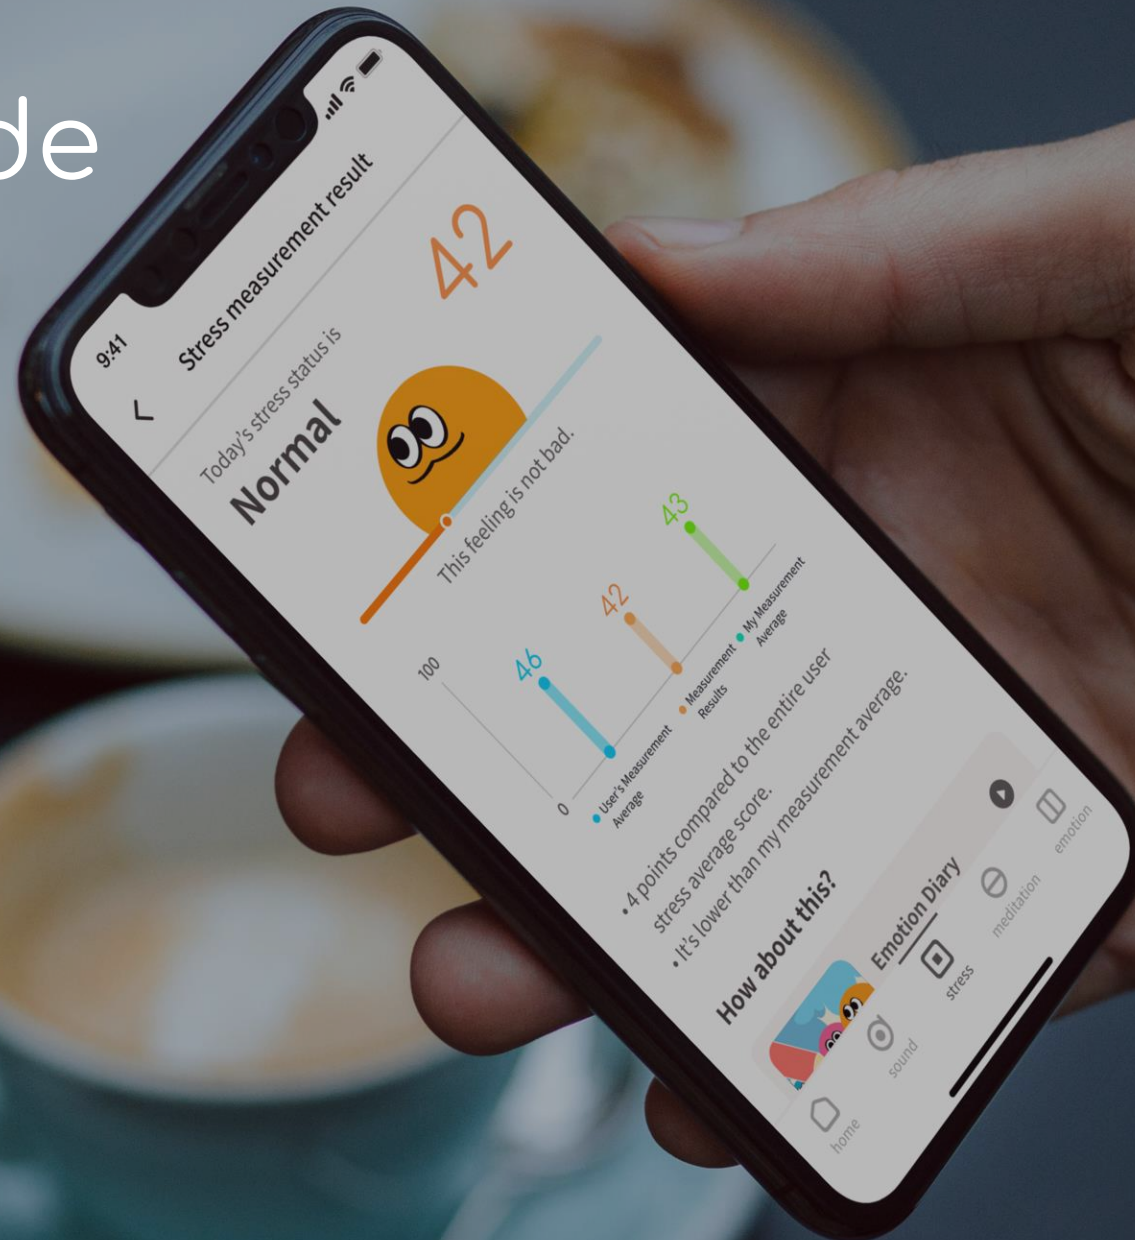 de
9:41
Stress measurement result
Today's stress status is
Normal
42
This feeling is not bad.
100
0
46
42
43
User's Measurement
Average
Measurement
Results
My Measurement
Average
• 4 points compared to the entire user
stress average score.
• It's lower than my measurement average.
How about this?
Emotion Diary
home
sound
stress
meditation
emotion